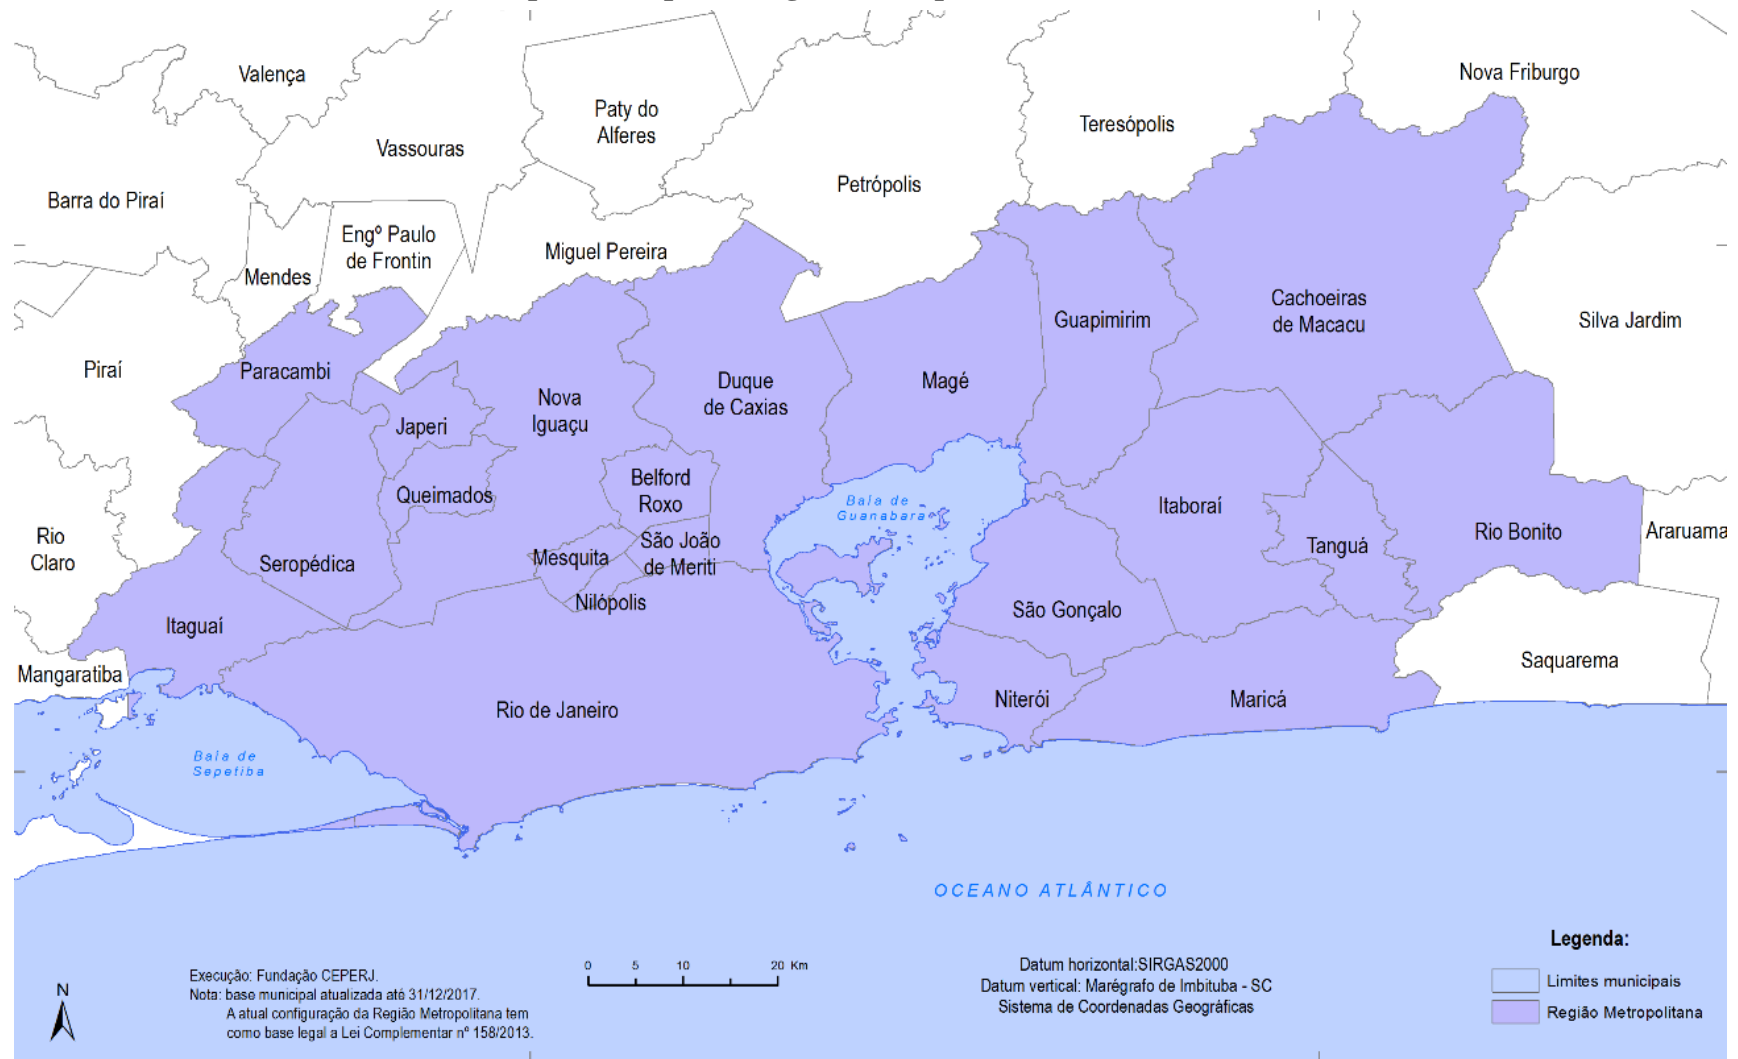 Valença
Nova Friburgo
Paty do
Alferes
Teresópolis
Vassouras
Petrópolis
Barra do Piraí
Engº Paulo
de Frontin
Miguel Pereira
Mendes
Cachoeiras
de Macacu
Guapimirim
Silva Jardim
Piraí
Paracambi
Duque
de Caxias
Magé
Nova
Iguaçu
Japeri
Belford
Roxo
Queimados
Baía de
Guanabara
Itaboraí
Rio Bonito
Araruama
Rio
Claro
Seropédica
Mesquita
São João
de Meriti
Tanguá
Nilópolis
São Gonçalo
Itaguaí
Mangaratiba
Saquarema
Rio de Janeiro
Niterói
Maricá
Baía de
Sepetiba
OCEANO ATLÂNTICO
Legenda:
Limites municipais
Região Metropolitana
N
Execução: Fundação CEPERJ.
Nota: base municipal atualizada até 31/12/2017.
A atual configuração da Região Metropolitana tem
como base legal a Lei Complementar nº 158/2013.
0 5 10 20 Km
Datum horizontal:SIRGAS2000
Datum vertical: Marégrafo de Imbituba - SC
Sistema de Coordenadas Geográficas